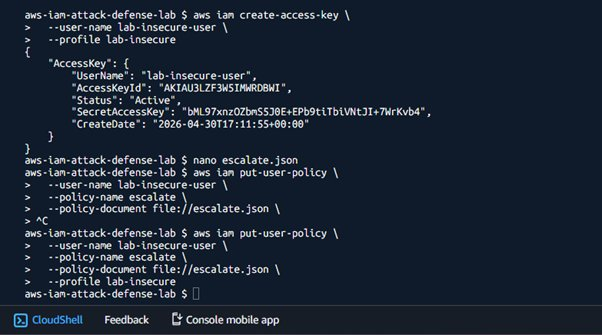 aws-iam-attack-defense-lab $ aws iam create-access-key \
>   --user-name lab-insecure-user \
>   --profile lab-insecure
{
    "AccessKey": {
        "UserName": "lab-insecure-user",
        "AccessKeyId": "AKIAU3LZF3W5IMWRDBWI",
        "Status": "Active",
        "SecretAccessKey": "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",
        "CreateDate": "2026-04-30T17:11:55+00:00"
    }
}
aws-iam-attack-defense-lab $ nano escalate.json
aws-iam-attack-defense-lab $ aws iam put-user-policy \
>   --user-name lab-insecure-user \
>   --policy-name escalate \
>   --policy-document file://escalate.json \
> ^C
aws-iam-attack-defense-lab $ aws iam put-user-policy \
>   --user-name lab-insecure-user \
>   --policy-name escalate \
>   --policy-document file://escalate.json \
>   --profile lab-insecure
aws-iam-attack-defense-lab $
CloudShell Feedback Console mobile app